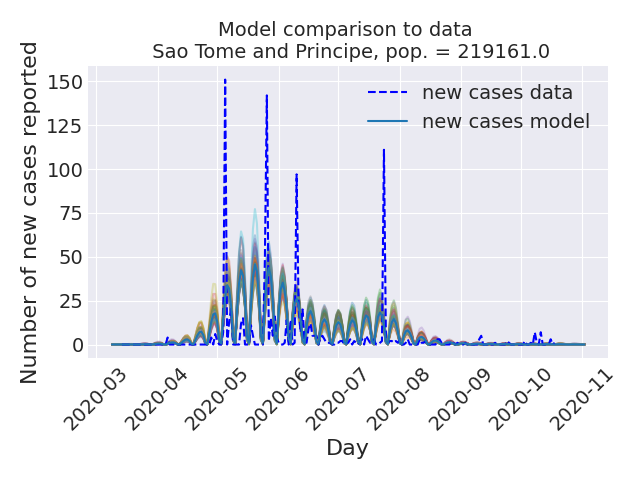 Model comparison to data
Sao Tome and Principe, pop. = 219161.0
Number of new cases reported
150
125
100
75
50
25
0
new cases data
new cases model
2020-03
2020-04
2020-05
2020-06
2020-07
2020-08
2020-09
2020-10
2020-11
Day